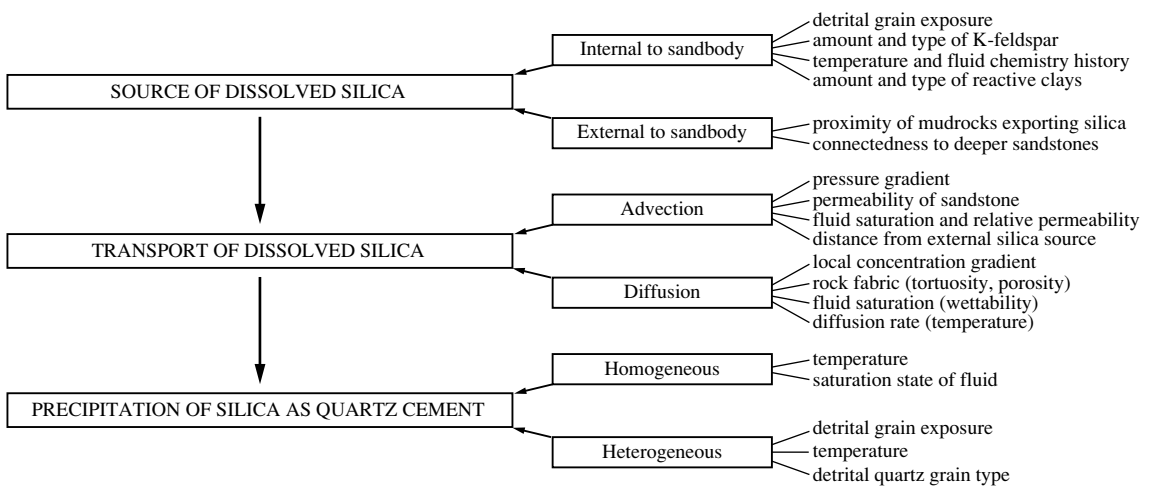 detrital grain exposure
Internal to sandbody
amount and type of K-feldspar
temperature and fluid chemistry history
amount and type of reactive clays
SOURCE OF DISSOLVED SILICA
External to sandbody
proximity of mudrocks exporting silica
connectedness to deeper sandstones
pressure gradient
Advection
permeability of sandstone
fluid saturation and relative permeability
distance from external silica source
TRANSPORT OF DISSOLVED SILICA
local concentration gradient
Diffusion
rock fabric (tortuosity, porosity)
fluid saturation (wettability)
diffusion rate (temperature)
Homogeneous
temperature
saturation state of fluid
PRECIPITATION OF SILICA AS QUARTZ CEMENT
detrital grain exposure
Heterogeneous
temperature
detrital quartz grain type